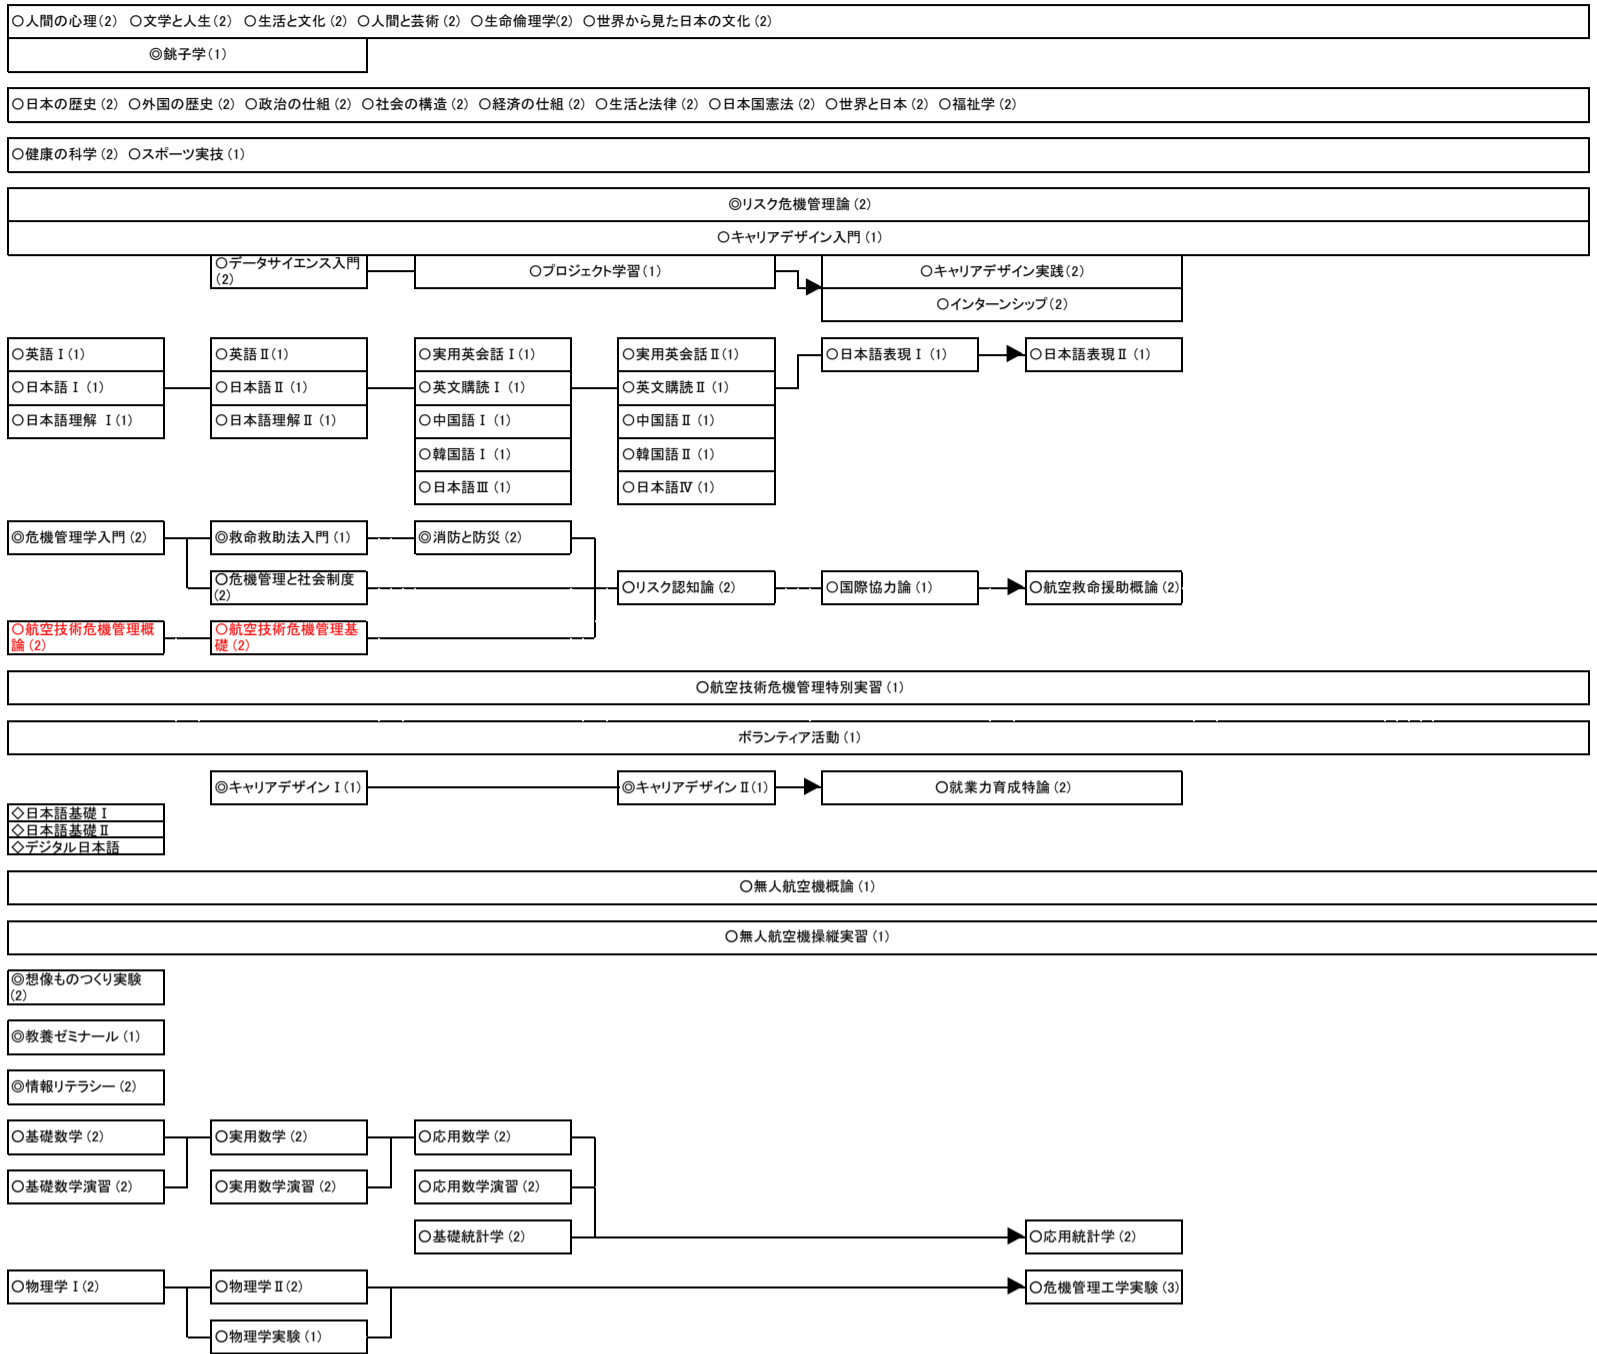 ○人間の心理(2) ○文学と人生(2) ○生活と文化(2) ○人間と芸術(2) ○生命倫理学(2) ○世界から見た日本の文化(2)
◎銚子学(1)
○日本の歴史(2) ○外国の歴史(2) ○政治の仕組(2) ○社会の構造(2) ○経済の仕組(2) ○生活と法律(2) ○日本国憲法(2) ○世界と日本(2) ○福祉学(2)
○健康の科学(2) ○スポーツ実技(1)
◎リスク危機管理論(2)
○キャリアデザイン入門(1)
○データサイエンス入門
(2)
○プロジェクト学習(1)
○キャリアデザイン実践(2)
○インターンシップ(2)
○英語Ⅰ(1)
○英語Ⅱ(1)
○実用英会話Ⅰ(1)
○実用英会話Ⅱ(1)
○日本語表現Ⅰ(1)
○日本語表現Ⅱ(1)
○日本語Ⅰ(1)
○日本語Ⅱ(1)
○英文購読Ⅰ(1)
○英文購読Ⅱ(1)
○日本語理解 Ⅰ(1)
○日本語理解Ⅱ(1)
○中国語Ⅰ(1)
○中国語Ⅱ(1)
○韓国語Ⅰ(1)
○韓国語Ⅱ(1)
○日本語Ⅲ(1)
○日本語Ⅳ(1)
◎危機管理学入門(2)
◎救命救助法入門(1)
◎消防と防災(2)
○危機管理と社会制度
(2)
○リスク認知論(2)
○国際協力論(1)
○航空救命援助概論(2)
○航空技術危機管理概
論(2)
○航空技術危機管理基
礎(2)
○航空技術危機管理特別実習(1)
ボランティア活動(1)
◎キャリアデザインⅠ(1)
◎キャリアデザインⅡ(1)
○就業力育成特論(2)
◇日本語基礎Ⅰ
◇日本語基礎Ⅱ
◇デジタル日本語
○無人航空機概論(1)
○無人航空機操縦実習(1)
◎想像ものつくり実験
(2)
◎教養ゼミナール(1)
◎情報リテラシー(2)
○基礎数学(2)
○実用数学(2)
○応用数学(2)
○基礎数学演習(2)
○実用数学演習(2)
○応用数学演習(2)
○基礎統計学(2)
○応用統計学(2)
○物理学Ⅰ(2)
○物理学Ⅱ(2)
○危機管理工学実験(3)
○物理学実験(1)